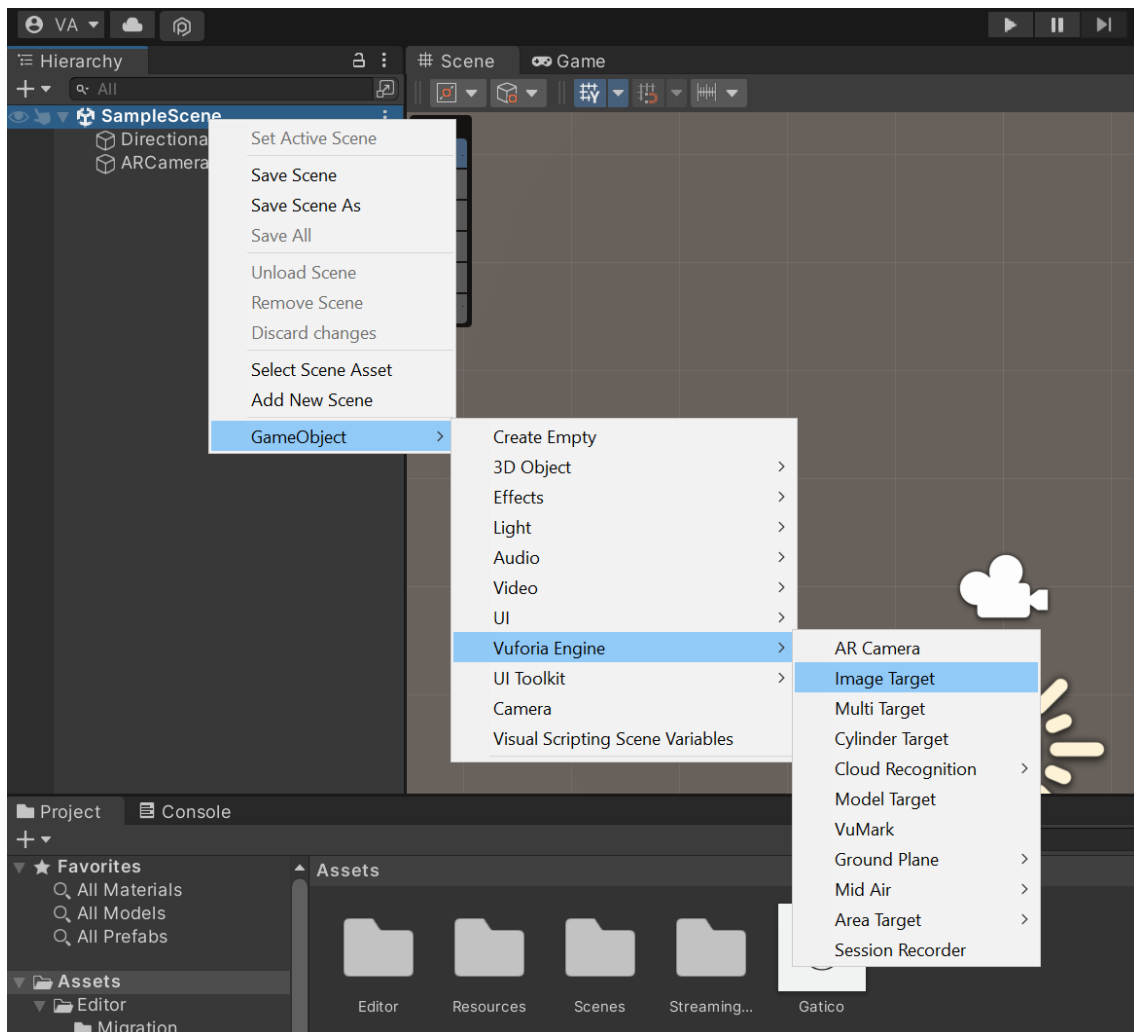 VA
Hierarchy
Scene
Game
All
SampleScene
Directiona
ARCamera
Set Active Scene
Save Scene
Save Scene As
Save All
Unload Scene
Remove Scene
Discard changes
Select Scene Asset
Add New Scene
GameObject
Create Empty
3D Object
Effects
Light
Audio
Video
UI
Vuforia Engine
UI Toolkit
Camera
Visual Scripting Scene Variables
AR Camera
Image Target
Multi Target
Cylinder Target
Cloud Recognition
Model Target
VuMark
Ground Plane
Mid Air
Area Target
Session Recorder
Project
Console
Favorites
All Materials
All Models
All Prefabs
Assets
Editor
Migration
Assets
Editor
Resources
Scenes
Streaming...
Gatico